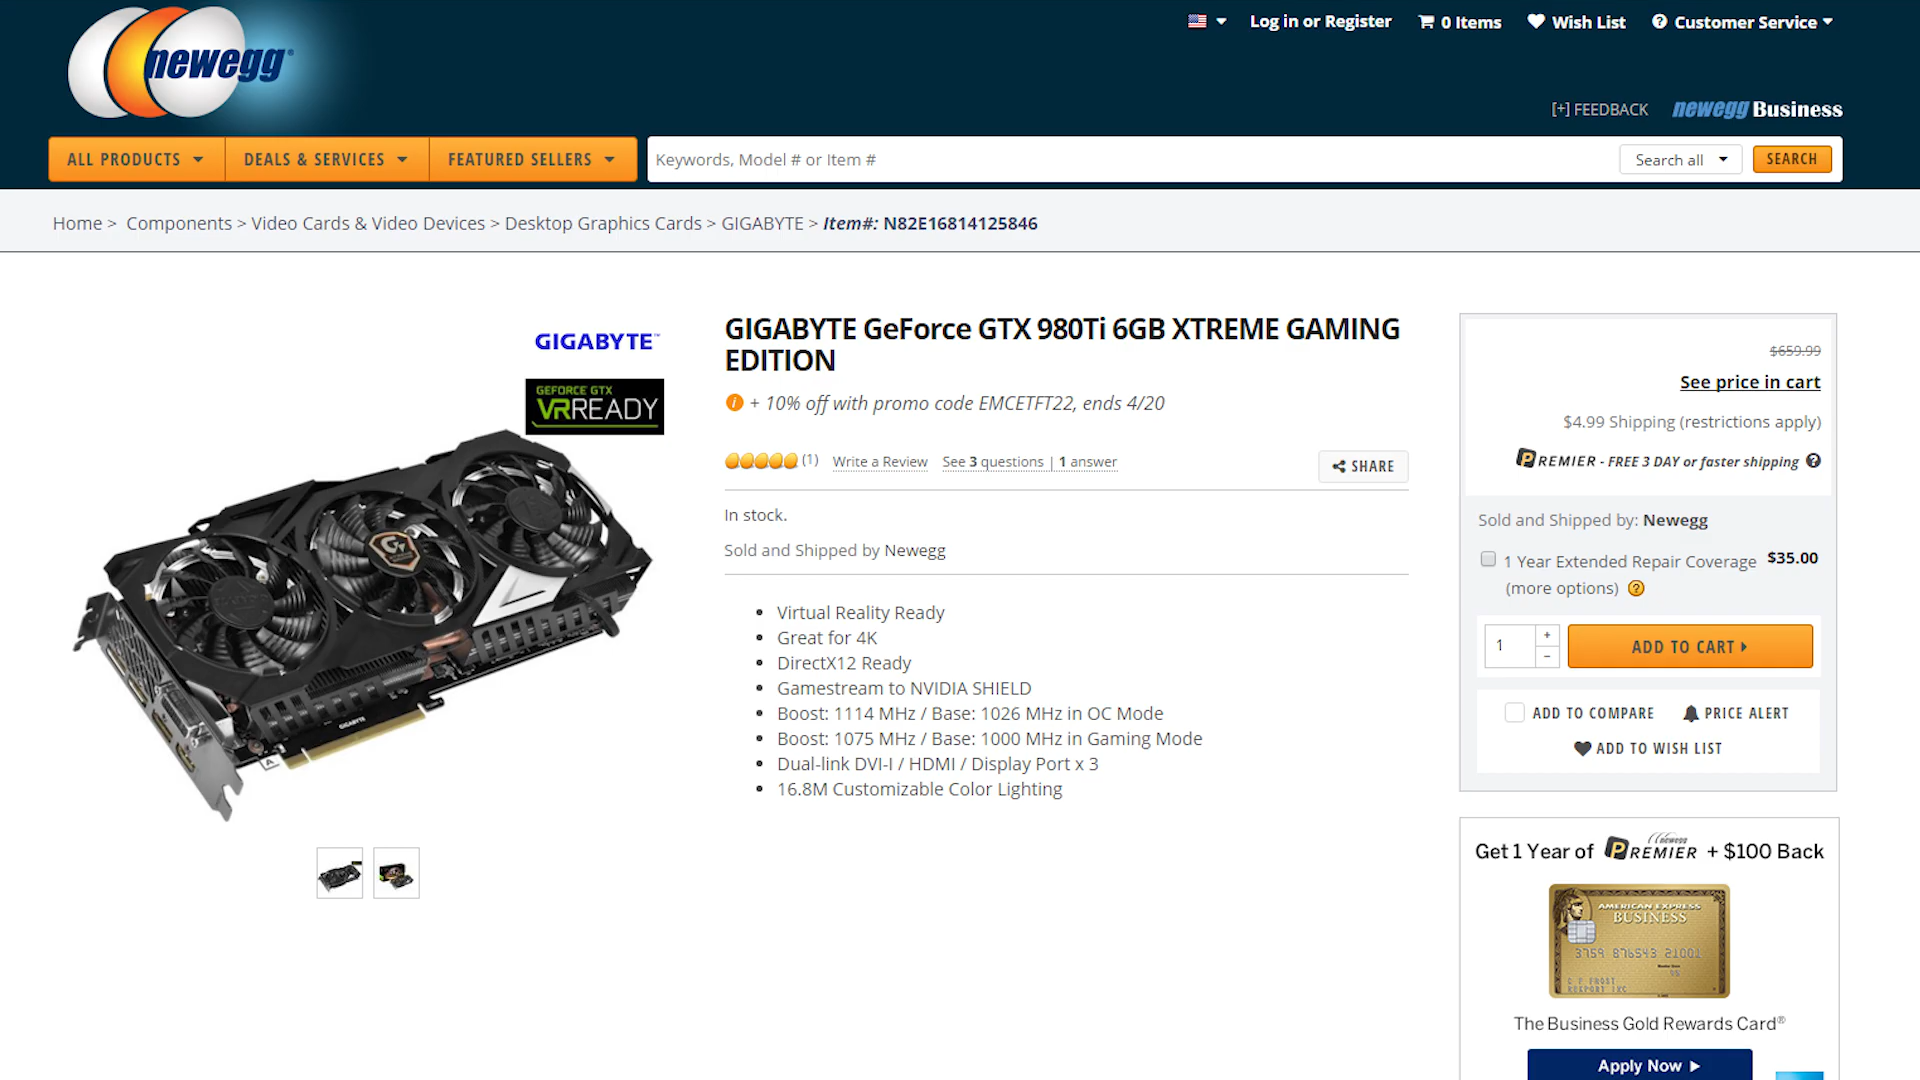 Log in or Register
0 Items
Wish List
Customer Service
newegg
[+] FEEDBACK
newegg Business
ALL PRODUCTS
DEALS & SERVICES
FEATURED SELLERS
Keywords, Model # or Item #
Search all
SEARCH
Home > Components > Video Cards & Video Devices > Desktop Graphics Cards > GIGABYTE > Item#: N82E16814125846
GIGABYTE™
GEFORCE GTX
VRREADY
GIGABYTE GeForce GTX 980Ti 6GB XTREME GAMING
EDITION
+ 10% off with promo code EMCETFT22, ends 4/20
(1) Write a Review See 3 questions | 1 answer
SHARE
In stock.
Sold and Shipped by Newegg
• Virtual Reality Ready
• Great for 4K
• DirectX12 Ready
• Gamestream to NVIDIA SHIELD
• Boost: 1114 MHz / Base: 1026 MHz in OC Mode
• Boost: 1075 MHz / Base: 1000 MHz in Gaming Mode
• Dual-link DVI-I / HDMI / Display Port x 3
• 16.8M Customizable Color Lighting
GIGABYTE
$659.99
See price in cart
$4.99 Shipping (restrictions apply)
PREMIER - FREE 3 DAY or faster shipping ?
Sold and Shipped by: Newegg
1 Year Extended Repair Coverage $35.00
(more options) ?
1 + −
ADD TO CART
ADD TO COMPARE
PRICE ALERT
ADD TO WISH LIST
Get 1 Year of newegg PREMIER + $100 Back
AMERICAN EXPRESS
BUSINESS
3759 876543 21001
C F FROST
The Business Gold Rewards Card®
Apply Now